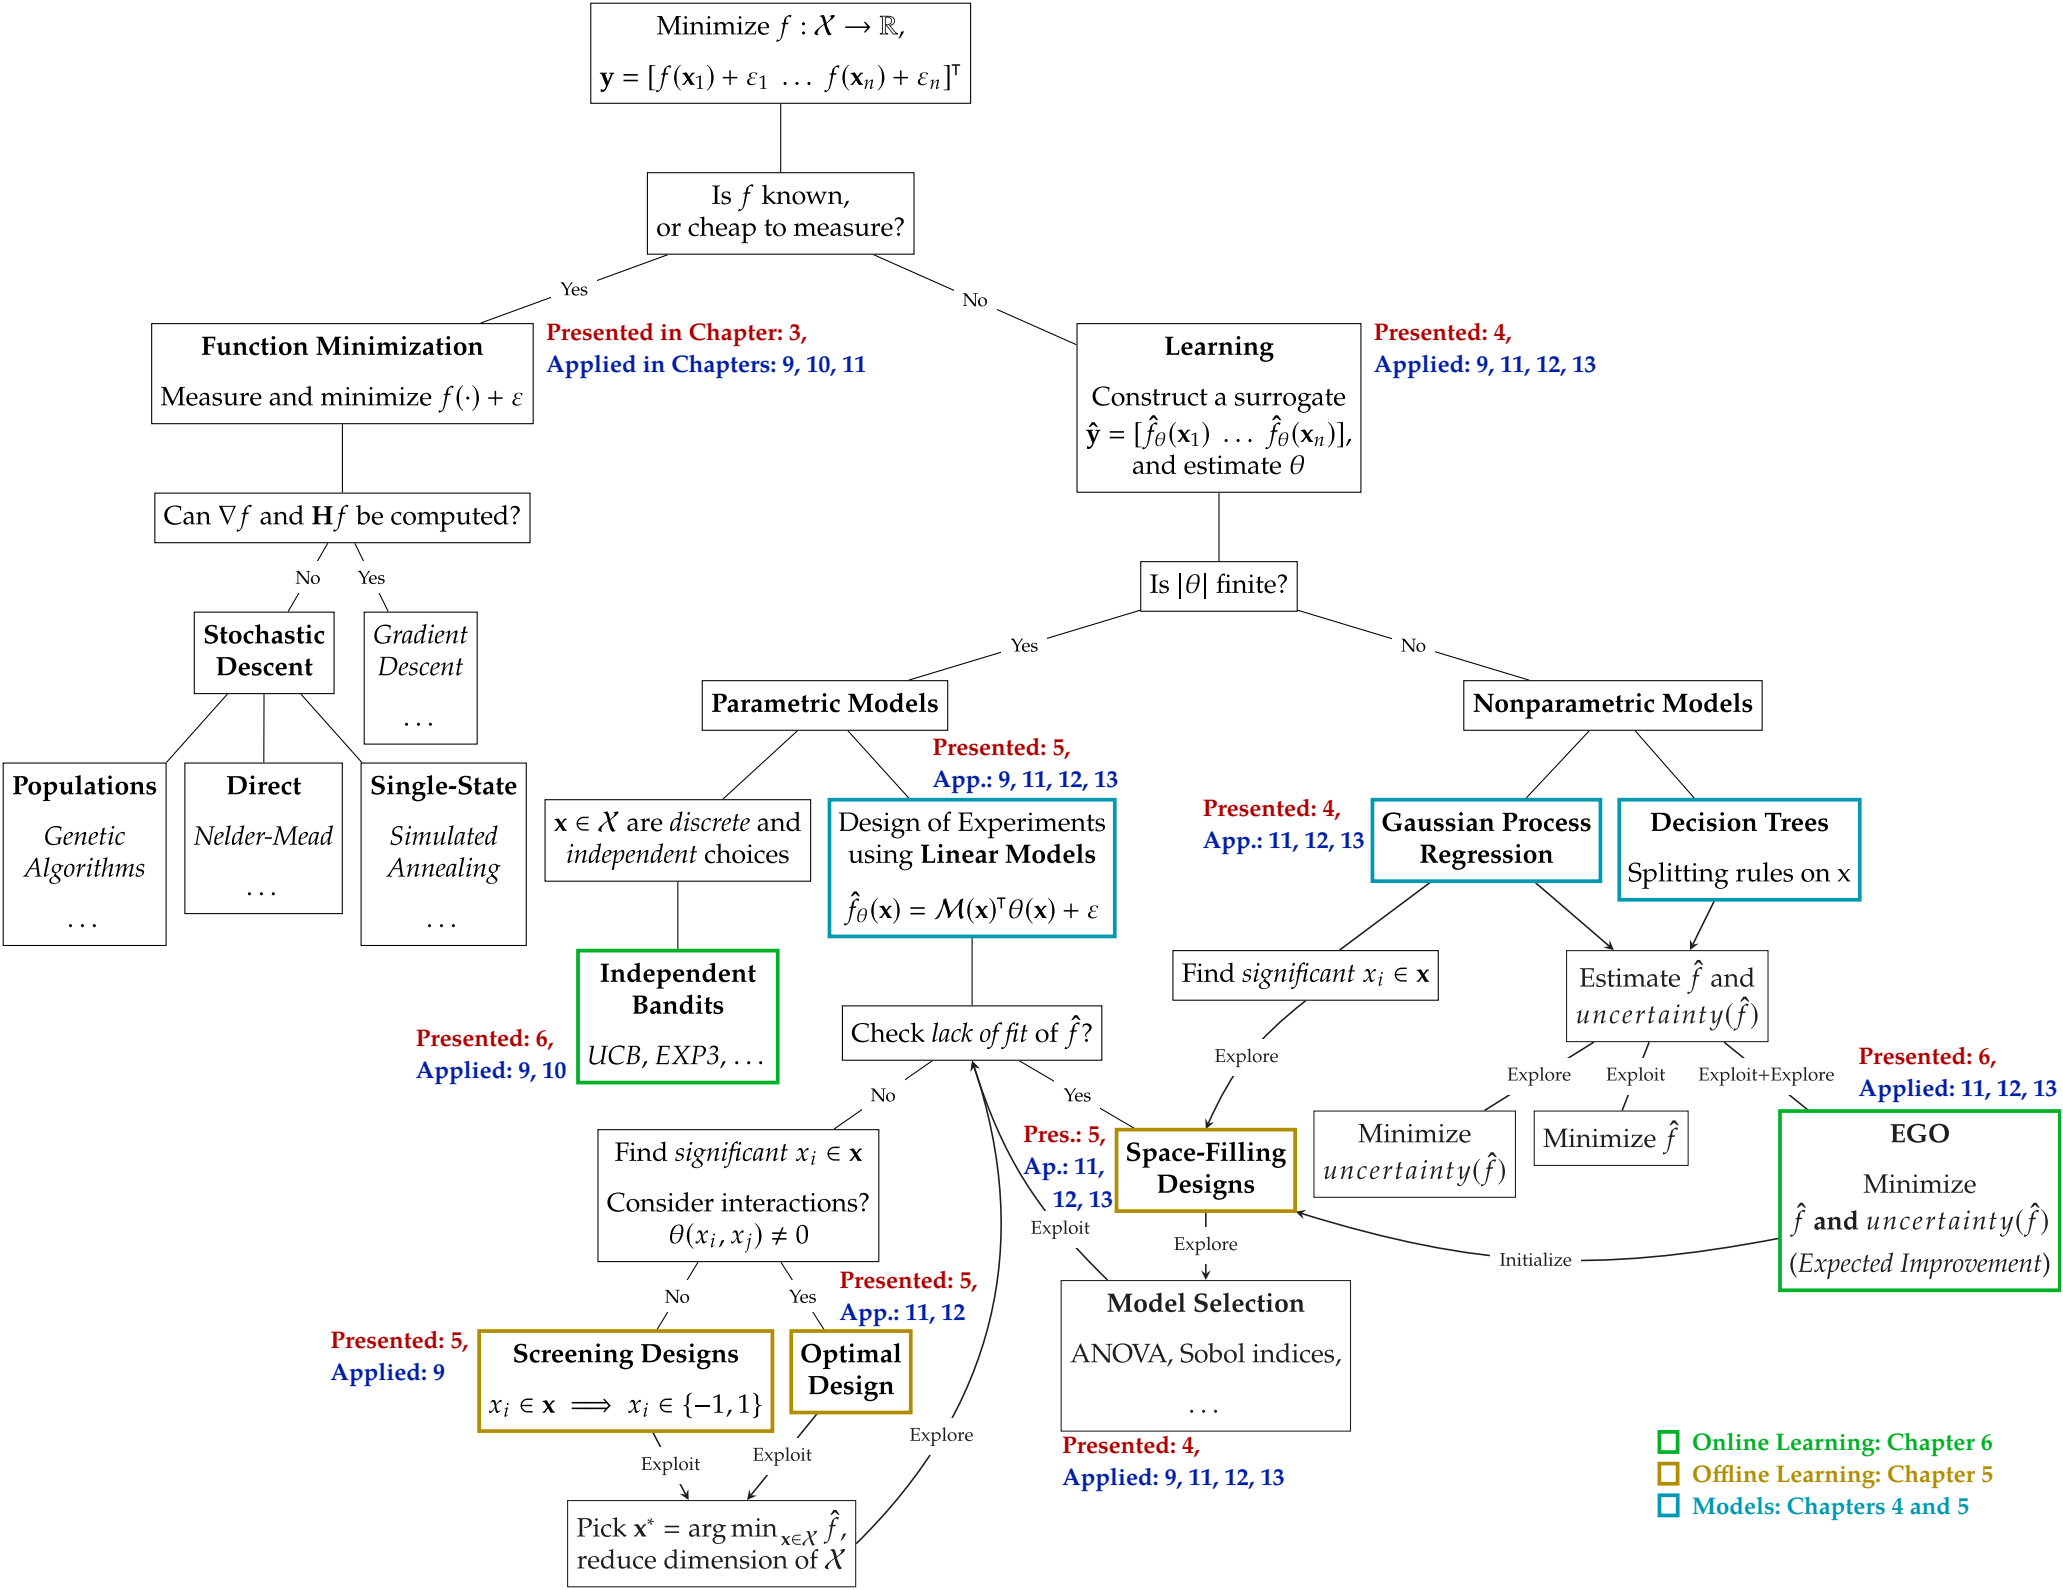 Minimize f : 𝒳 → ℝ,
y = [f(x₁) + ε₁ … f(xₙ) + εₙ]ᵀ
Is f known,
or cheap to measure?
Yes
No
Function Minimization
Measure and minimize f(·) + ε
Presented in Chapter: 3,
Applied in Chapters: 9, 10, 11
Learning
Construct a surrogate
ŷ = [f̂θ(x₁) … f̂θ(xₙ)],
and estimate θ
Presented: 4,
Applied: 9, 11, 12, 13
Can ∇f and Hf be computed?
No
Yes
Stochastic
Descent
Gradient
Descent
…
Populations
Genetic
Algorithms
…
Direct
Nelder-Mead
…
Single-State
Simulated
Annealing
…
Is |θ| finite?
Yes
No
Parametric Models
Nonparametric Models
x ∈ 𝒳 are discrete and
independent choices
Presented: 5,
App.: 9, 11, 12, 13
Design of Experiments
using Linear Models
f̂θ(x) = ℳ(x)ᵀθ(x) + ε
Presented: 4,
App.: 11, 12, 13
Gaussian Process
Regression
Decision Trees
Splitting rules on x
Independent
Bandits
UCB, EXP3, …
Presented: 6,
Applied: 9, 10
Check lack of fit of f̂?
No
Yes
Find significant xᵢ ∈ x
Explore
Estimate f̂ and
uncertainty(f̂)
Explore
Exploit
Exploit+Explore
Presented: 6,
Applied: 11, 12, 13
Minimize
uncertainty(f̂)
Minimize f̂
EGO
Minimize
f̂ and uncertainty(f̂)
(Expected Improvement)
Initialize
Find significant xᵢ ∈ x
Consider interactions?
θ(xᵢ, xⱼ) ≠ 0
Pres.: 5,
Ap.: 11,
12, 13
Space-Filling
Designs
Exploit
Explore
Model Selection
ANOVA, Sobol indices,
…
Presented: 4,
Applied: 9, 11, 12, 13
No
Yes
Presented: 5,
App.: 11, 12
Presented: 5,
Applied: 9
Screening Designs
xᵢ ∈ x ⟹ xᵢ ∈ {−1, 1}
Optimal
Design
Exploit
Exploit
Explore
Pick x* = arg min x∈𝒳 f̂,
reduce dimension of 𝒳
Online Learning: Chapter 6
Offline Learning: Chapter 5
Models: Chapters 4 and 5